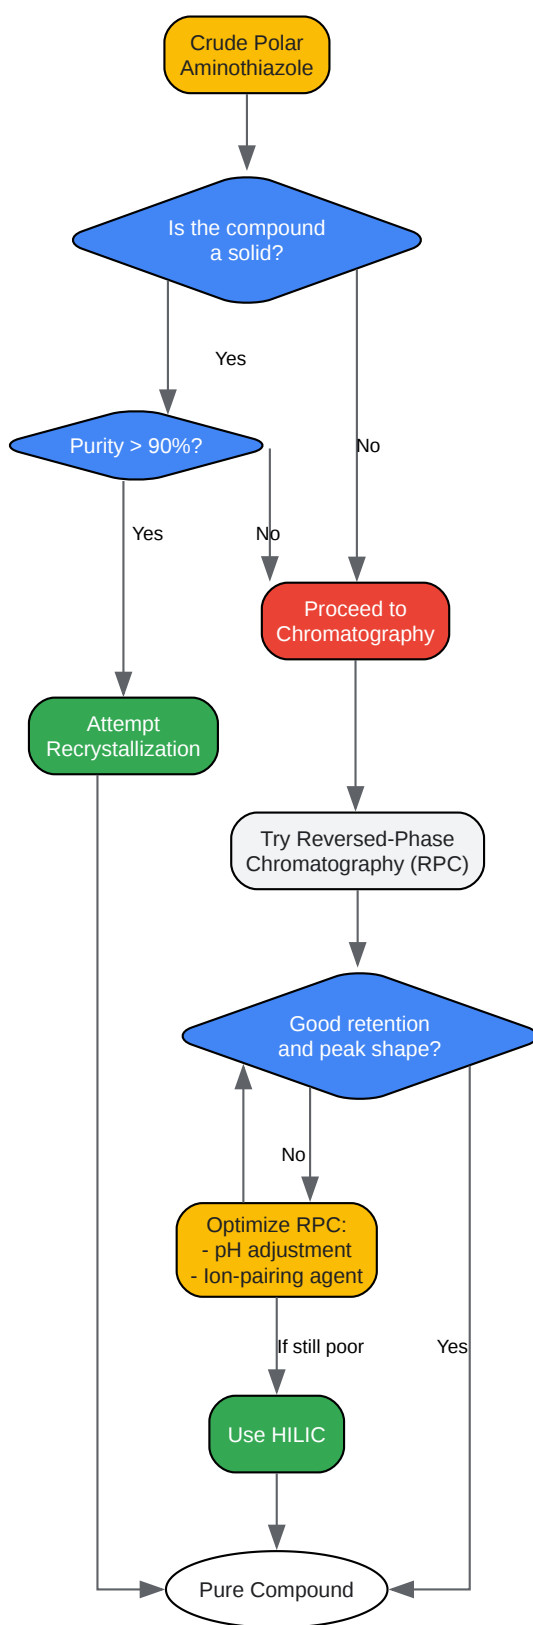 Crude Polar
Aminothiazole
Is the compound
a solid?
Yes
No
Purity > 90%?
Yes
No
Proceed to
Chromatography
Attempt
Recrystallization
Try Reversed-Phase
Chromatography (RPC)
Good retention
and peak shape?
No
Optimize RPC:
- pH adjustment
- Ion-pairing agent
If still poor
Yes
Use HILIC
Pure Compound